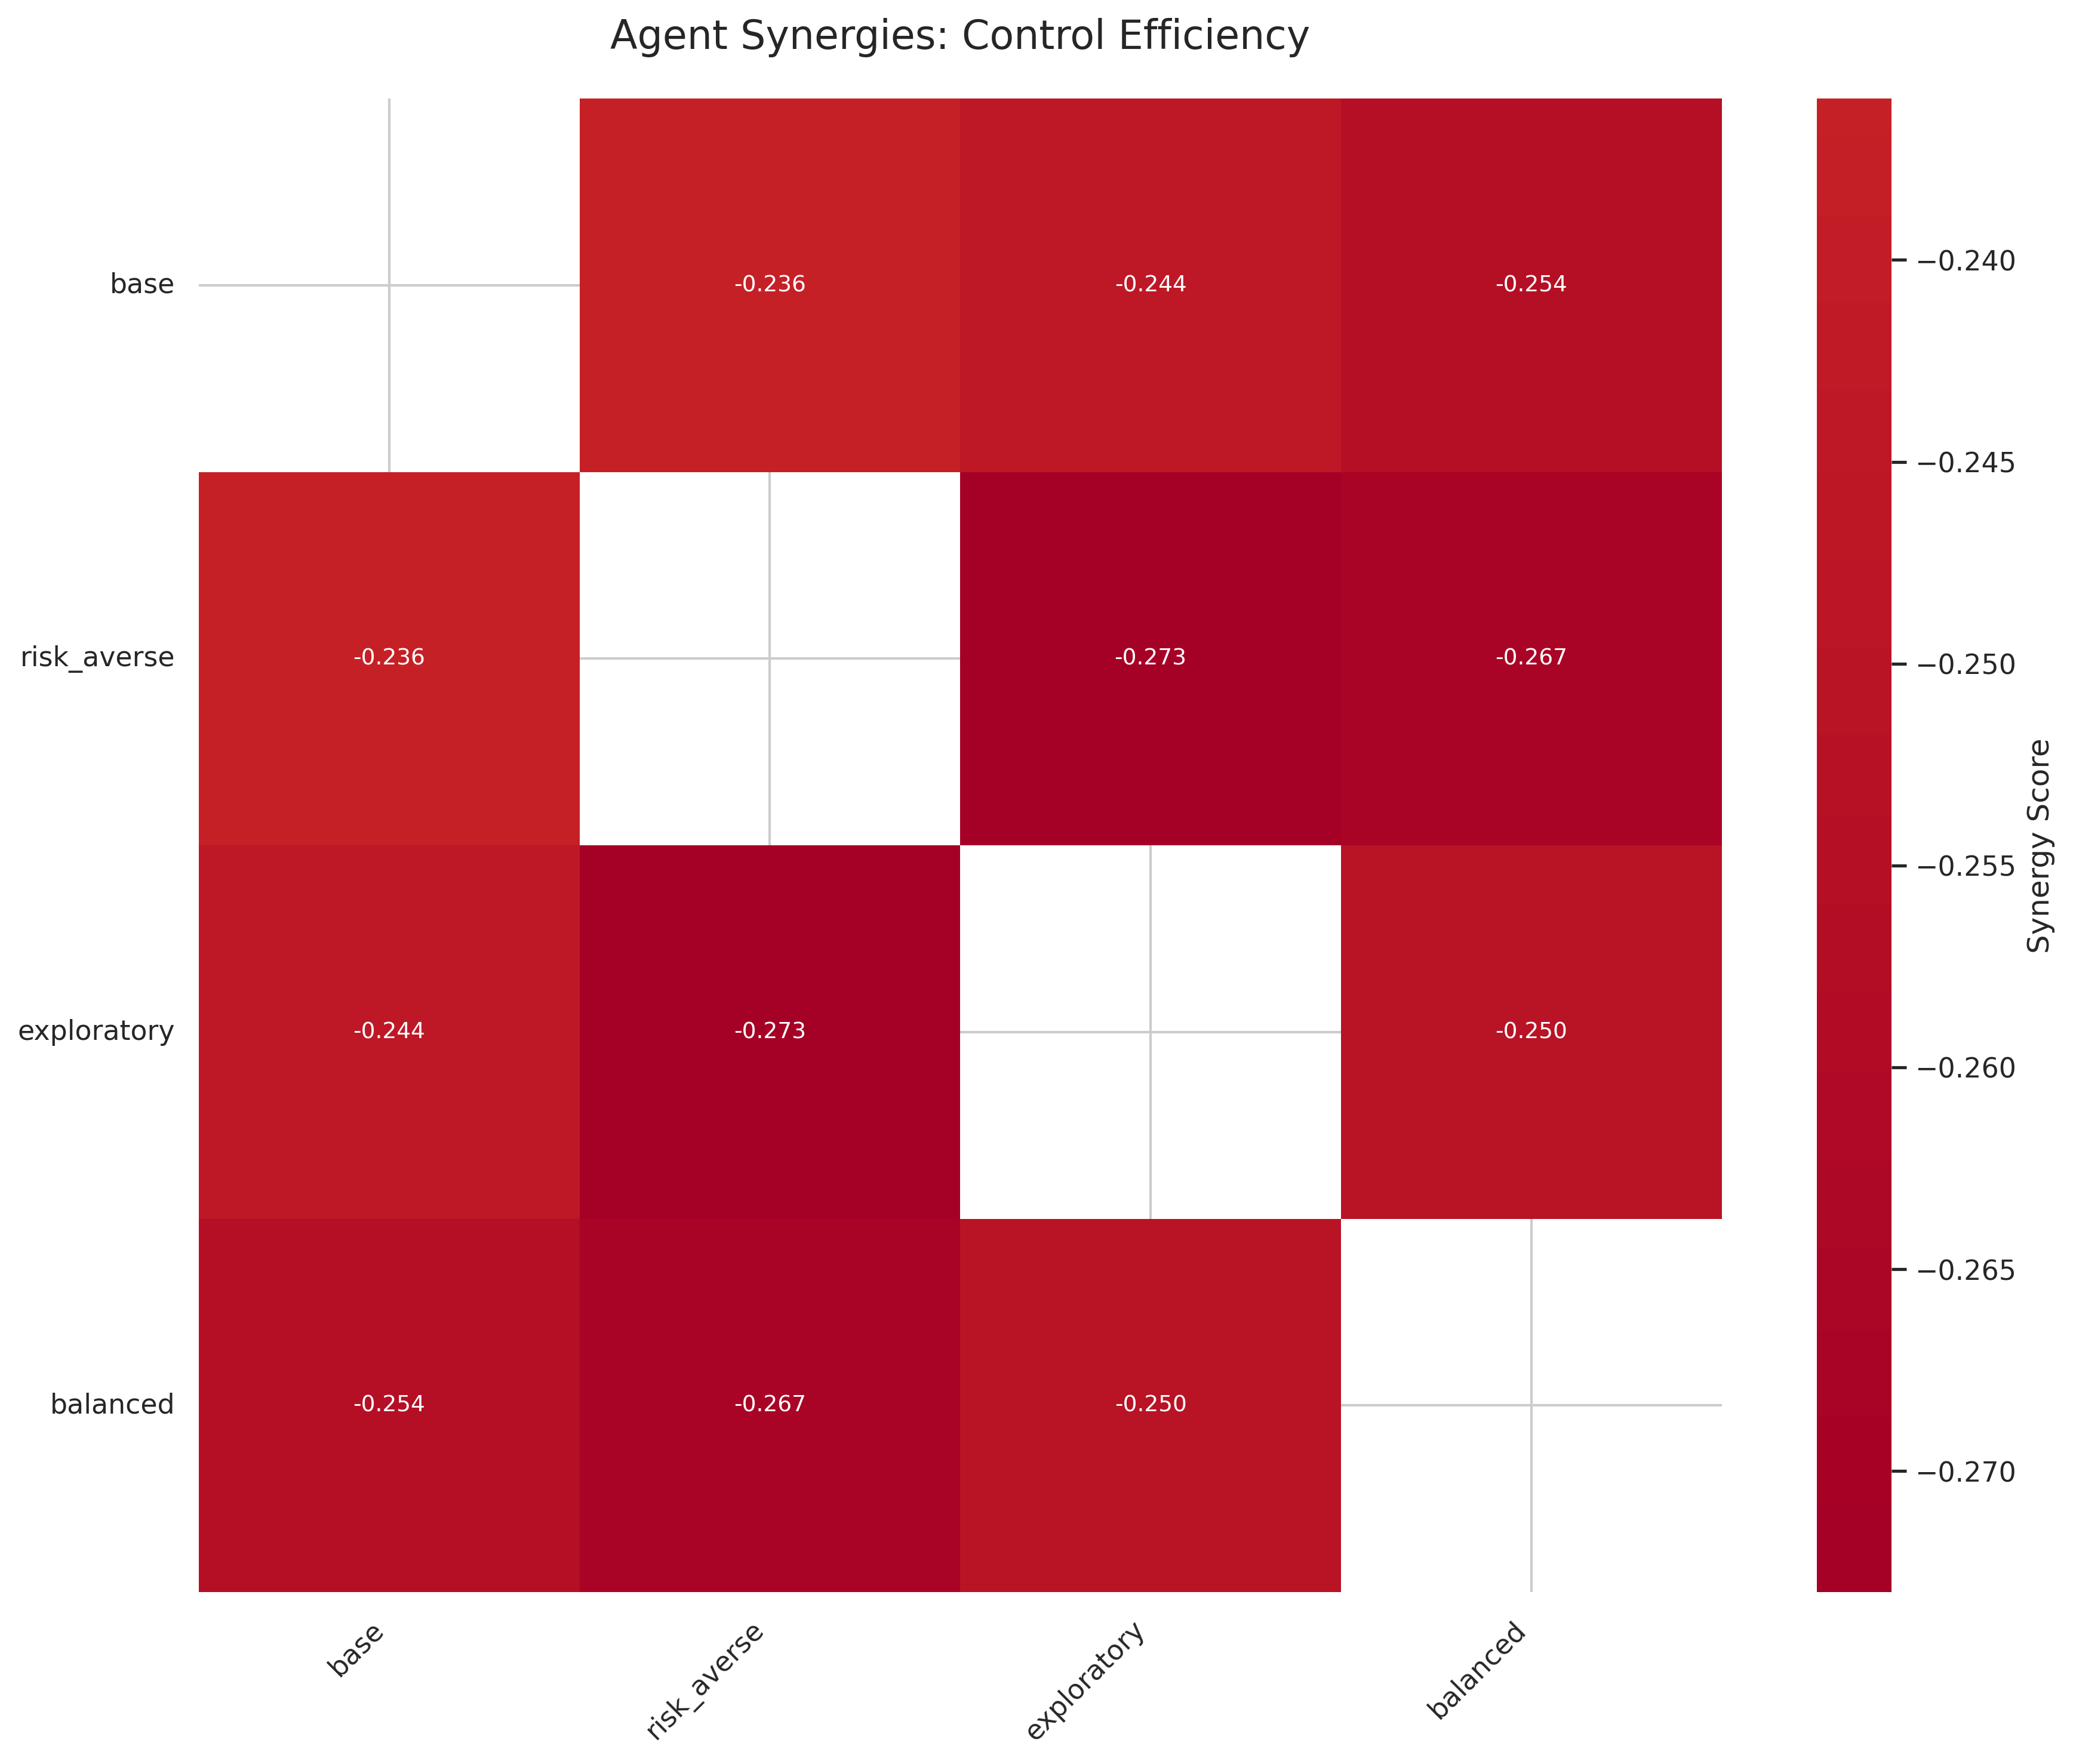 Agent Synergies: Control Efficiency
base
-0.236
-0.244
-0.254
risk_averse
-0.236
-0.273
-0.267
exploratory
-0.244
-0.273
-0.250
balanced
-0.254
-0.267
-0.250
base
risk_averse
exploratory
balanced
−0.240
−0.245
−0.250
−0.255
−0.260
−0.265
−0.270
Synergy Score